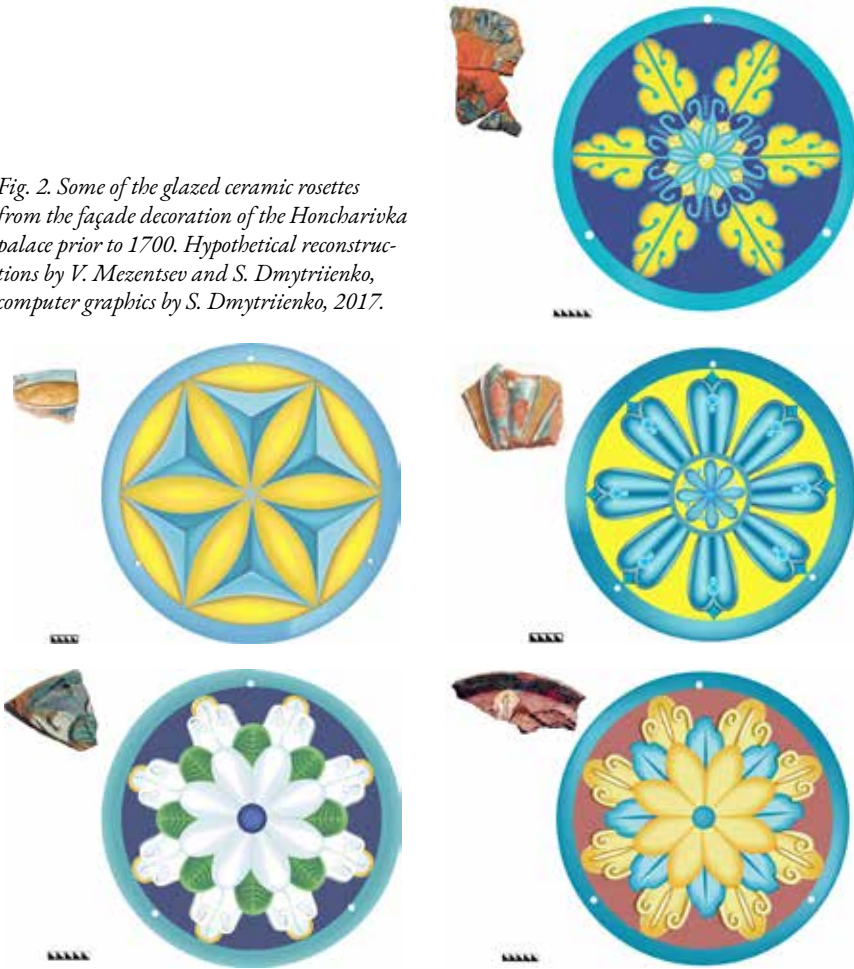 Fig. 2. Some of the glazed ceramic rosettes
from the façade decoration of the Honcharivka
palace prior to 1700. Hypothetical reconstruc-
tions by V. Mezentsev and S. Dmytriienko,
computer graphics by S. Dmytriienko, 2017.